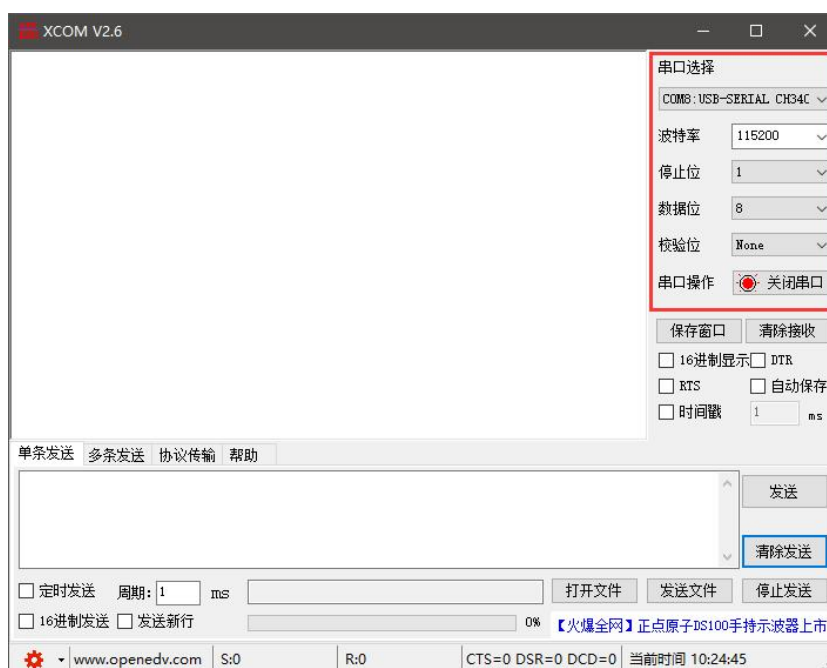 XCOM V2.6
串口选择
COM8:USB-SERIAL CH340
波特率 115200
停止位 1
数据位 8
校验位 None
串口操作 关闭串口
保存窗口 清除接收
16进制显示 DTR
RTS 自动保存
时间戳 1 ms
单条发送 多条发送 协议传输 帮助
发送
清除发送
定时发送 周期: 1 ms 打开文件 发送文件 停止发送
16进制发送 发送新行 0% 【火爆全网】正点原子DS100手持示波器上市
www.openedv.com S:0 R:0 CTS=0 DSR=0 DCD=0 当前时间 10:24:45